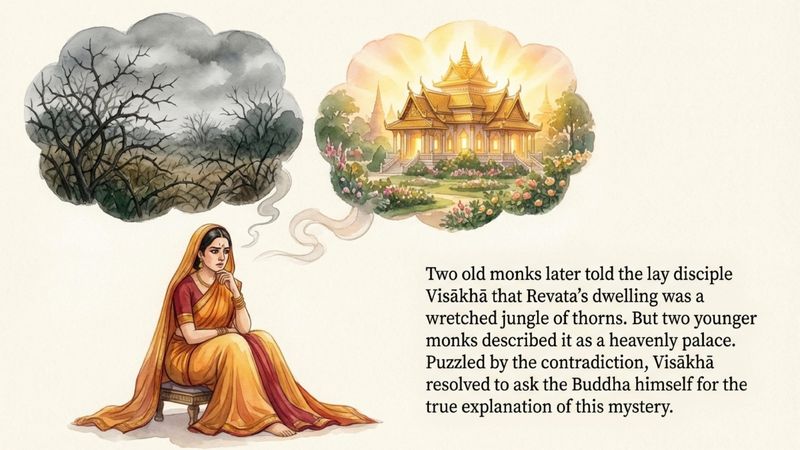 Two old monks later told the lay disciple
Visākhā that Revata’s dwelling was a
wretched jungle of thorns. But two younger
monks described it as a heavenly palace.
Puzzled by the contradiction, Visākhā
resolved to ask the Buddha himself for the
true explanation of this mystery.